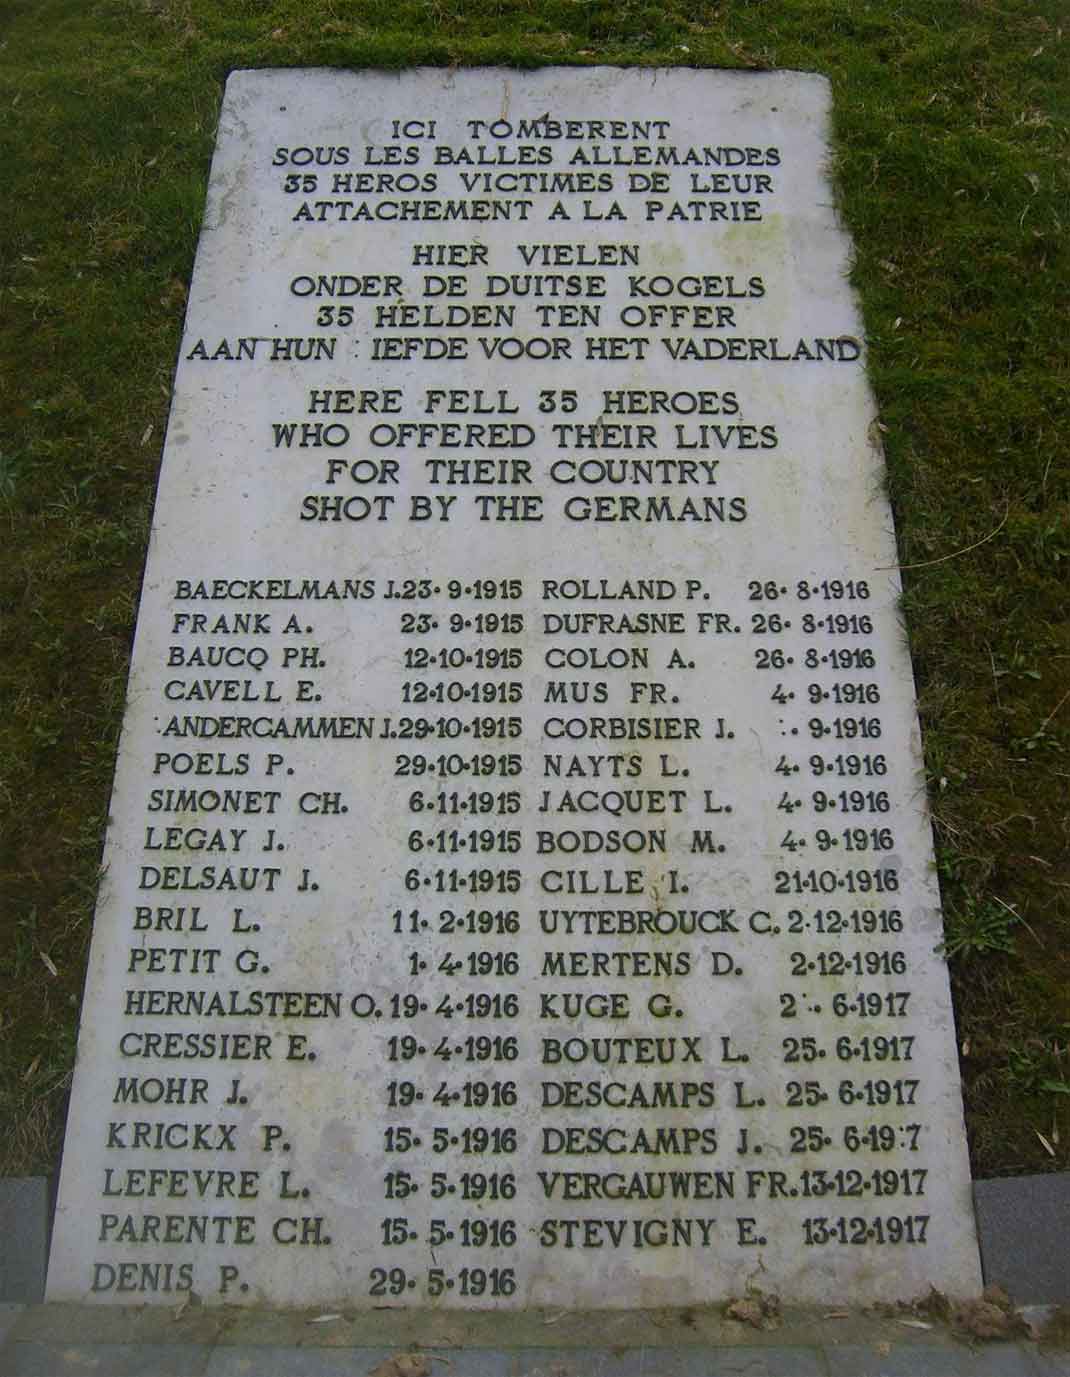 ICI TOMBERENT
SOUS LES BALLES ALLEMANDES
35 HEROS VICTIMES DE LEUR
ATTACHEMENT A LA PATRIE
HIER VIELEN
ONDER DE DUITSE KOGELS
35 HELDEN TEN OFFER
AAN HUN IEFDE VOOR HET VADERLAND
HERE FELL 35 HEROES
WHO OFFERED THEIR LIVES
FOR THEIR COUNTRY
SHOT BY THE GERMANS
BAECKELMANS J. 23·9·1915
FRANK A. 23·9·1915
BAUCQ PH. 12·10·1915
CAVELL E. 12·10·1915
ANDERCAMMEN J. 29·10·1915
POELS P. 29·10·1915
SIMONET CH. 6·11·1915
LEGAY J. 6·11·1915
DELSAUT J. 6·11·1915
BRIL L. 11·2·1916
PETIT G. 1·4·1916
HERNALSTEEN O. 19·4·1916
CRESSIER E. 19·4·1916
MOHR J. 19·4·1916
KRICKX P. 15·5·1916
LEFEVRE L. 15·5·1916
PARENTE CH. 15·5·1916
DENIS P. 29·5·1916
ROLLAND P. 26·8·1916
DUFRASNE FR. 26·8·1916
COLON A. 26·8·1916
MUS FR. 4·9·1916
CORBISIER J. ·9·1916
NAYTS L. 4·9·1916
JACQUET L. 4·9·1916
BODSON M. 4·9·1916
CILLE I. 21·10·1916
UYTEBROUCK C. 2·12·1916
MERTENS D. 2·12·1916
KUGE G. 2 ·6·1917
BOUTEUX L. 25·6·1917
DESCAMPS L. 25·6·1917
DESCAMPS J. 25·6·19 7
VERGAUWEN FR. 13·12·1917
STEVIGNY E. 13·12·1917